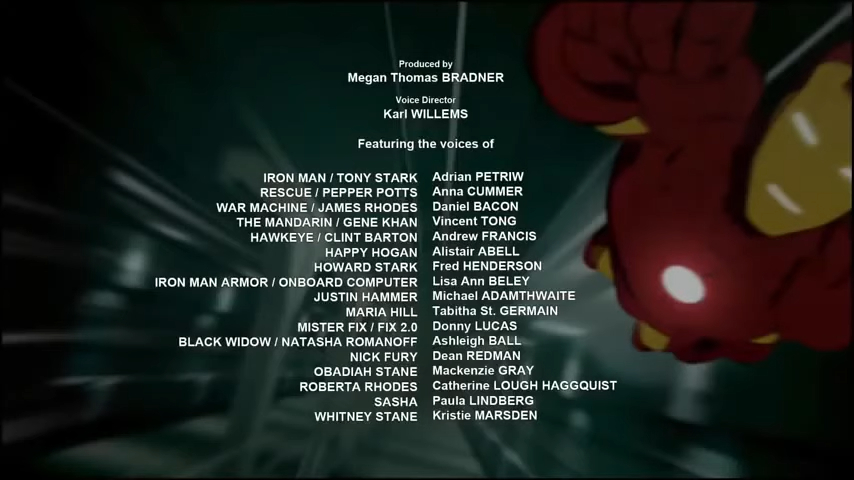 Produced by
Megan Thomas BRADNER
Voice Director
Karl WILLEMS
Featuring the voices of
IRON MAN / TONY STARK Adrian PETRIW
RESCUE / PEPPER POTTS Anna CUMMER
WAR MACHINE / JAMES RHODES Daniel BACON
THE MANDARIN / GENE KHAN Vincent TONG
HAWKEYE / CLINT BARTON Andrew FRANCIS
HAPPY HOGAN Alistair ABELL
HOWARD STARK Fred HENDERSON
IRON MAN ARMOR / ONBOARD COMPUTER Lisa Ann BELEY
JUSTIN HAMMER Michael ADAMTHWAITE
MARIA HILL Tabitha St. GERMAIN
MISTER FIX / FIX 2.0 Donny LUCAS
BLACK WIDOW / NATASHA ROMANOFF Ashleigh BALL
NICK FURY Dean REDMAN
OBADIAH STANE Mackenzie GRAY
ROBERTA RHODES Catherine LOUGH HAGGQUIST
SASHA Paula LINDBERG
WHITNEY STANE Kristie MARSDEN